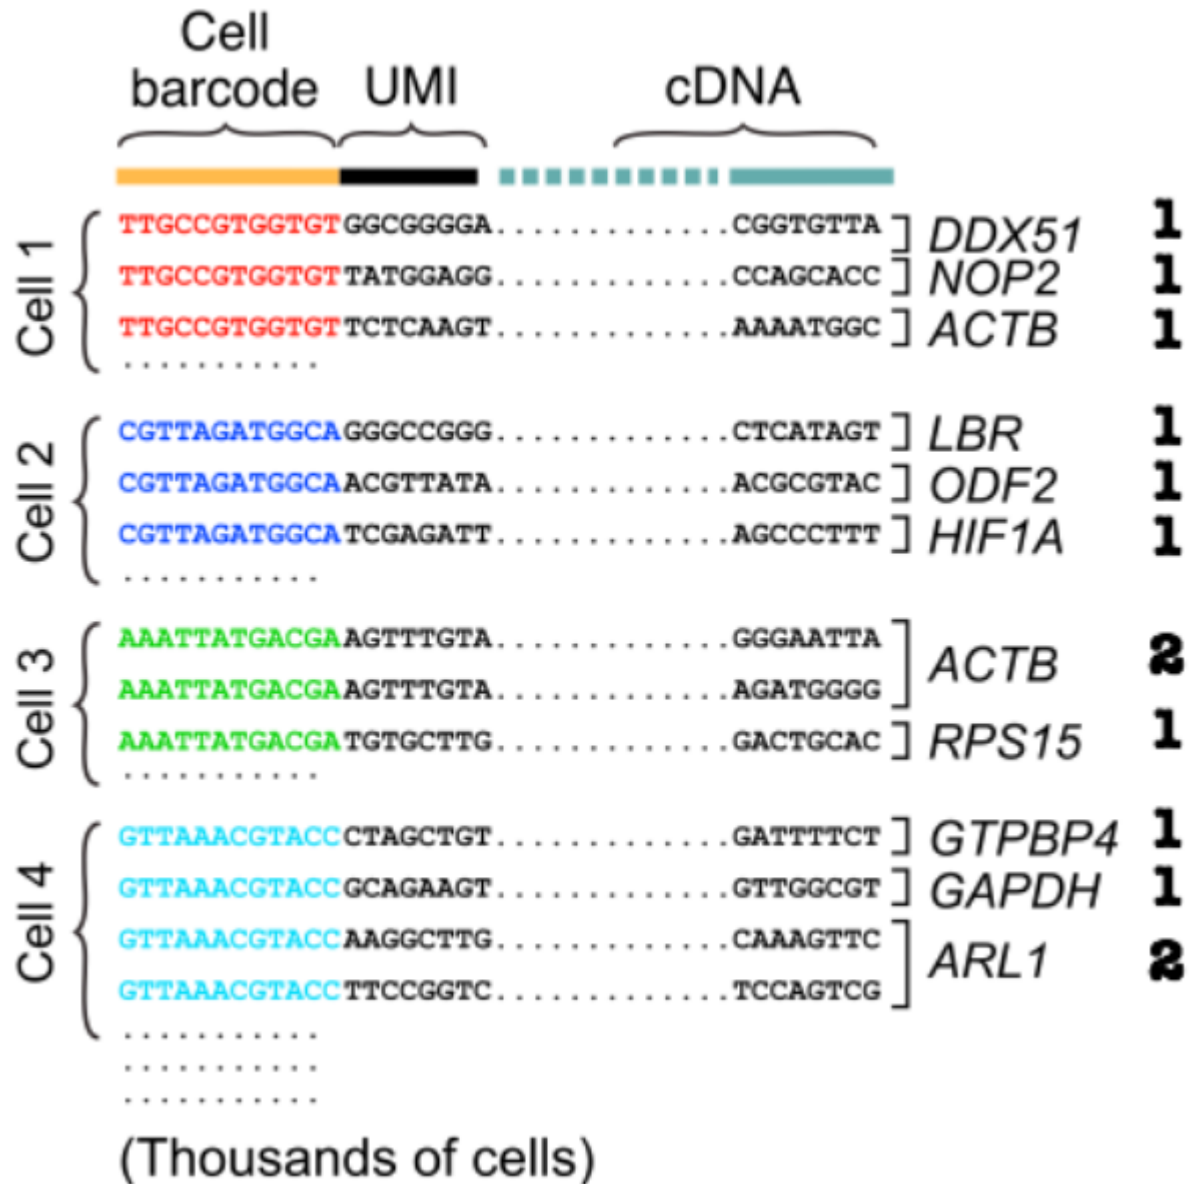 Cell
barcode UMI cDNA
Cell 1
TTGCCGTGGTGTGGCGGGGA.............CGGTGTTA DDX51 1
TTGCCGTGGTGTTATGGAGG.............CCAGCACC NOP2 1
TTGCCGTGGTGTTCTCAAGT.............AAAATGGC ACTB 1
...........
Cell 2
CGTTAGATGGCAGGGCCGGG.............CTCATAGT LBR 1
CGTTAGATGGCAACGTTATA.............ACGCGTAC ODF2 1
CGTTAGATGGCATCGAGATT.............AGCCCTTT HIF1A 1
...........
Cell 3
AAATTATGACGAAGTTTGTA.............GGGAATTA
ACTB 2
AAATTATGACGAAGTTTGTA.............AGATGGGG
AAATTATGACGATGTGCTTG.............GACTGCAC RPS15 1
...........
Cell 4
GTTAAACGTACCCTAGCTGT.............GATTTTCT GTPBP4 1
GTTAAACGTACCGCAGAAGT.............GTTGGCGT GAPDH 1
GTTAAACGTACCAAGGCTTG.............CAAAGTTC
ARL1 2
GTTAAACGTACCTTCCGGTC.............TCCAGTCG
...........
...........
...........
(Thousands of cells)